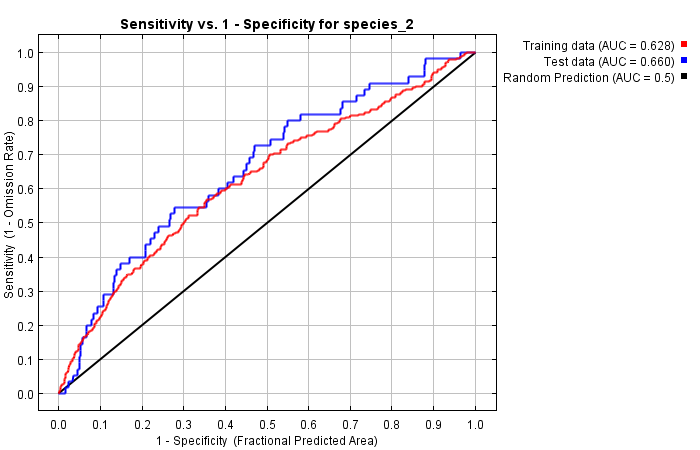 Sensitivity vs. 1 - Specificity for species_2
Training data (AUC = 0.628)
Test data (AUC = 0.660)
Random Prediction (AUC = 0.5)
Sensitivity (1 - Omission Rate)
1.0
0.9
0.8
0.7
0.6
0.5
0.4
0.3
0.2
0.1
0.0
0.0 0.1 0.2 0.3 0.4 0.5 0.6 0.7 0.8 0.9 1.0
1 - Specificity (Fractional Predicted Area)